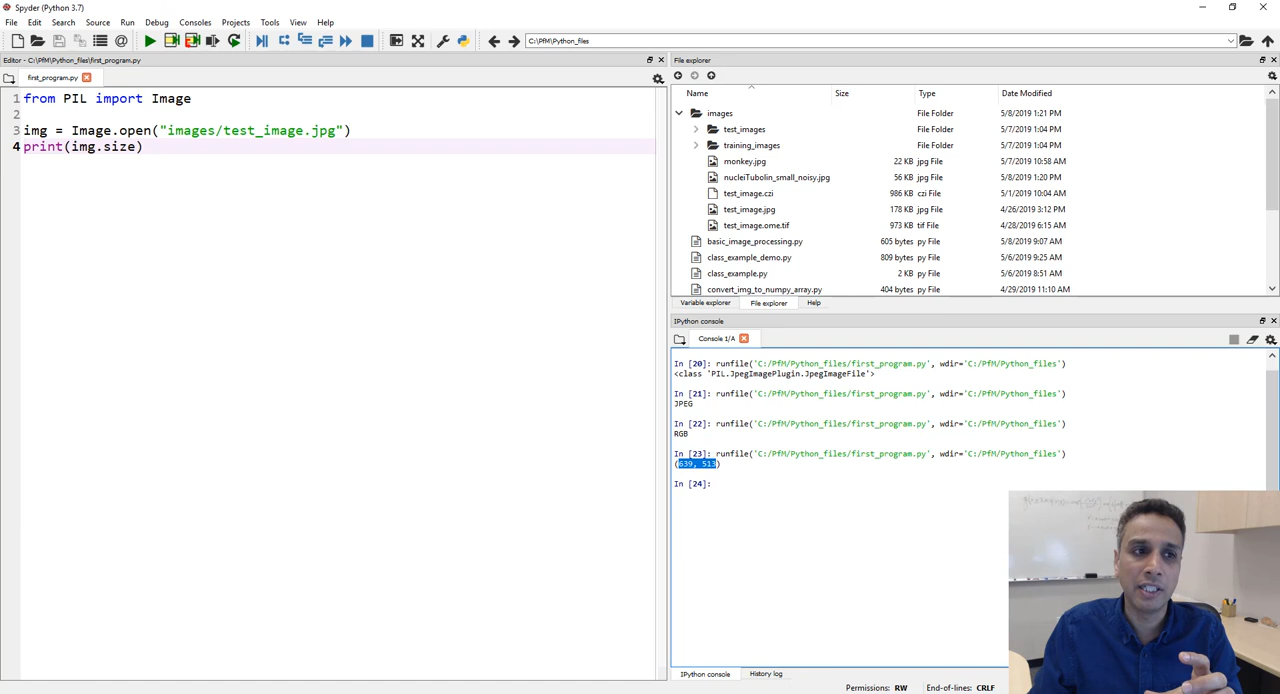 Spyder (Python 3.7)
File Edit Search Source Run Debug Consoles Projects Tools View Help
C:\PfM\Python_files
Editor - C:\PfM\Python_files\first_program.py
first_program.py
1 from PIL import Image
2
3 img = Image.open("images/test_image.jpg")
4 print(img.size)
File explorer
Name Size Type Date Modified
images File Folder 5/8/2019 1:21 PM
test_images File Folder 5/7/2019 1:04 PM
training_images File Folder 5/7/2019 1:04 PM
monkey.jpg 22 KB jpg File 5/7/2019 10:58 AM
nucleiTubolin_small_noisy.jpg 56 KB jpg File 5/8/2019 1:20 PM
test_image.czi 986 KB czi File 5/1/2019 10:04 AM
test_image.jpg 178 KB jpg File 4/26/2019 3:12 PM
test_image.ome.tif 973 KB tif File 4/28/2019 6:15 AM
basic_image_processing.py 605 bytes py File 5/8/2019 9:07 AM
class_example_demo.py 809 bytes py File 5/6/2019 9:25 AM
class_example.py 2 KB py File 5/6/2019 8:51 AM
convert_img_to_numpy_array.py 404 bytes py File 4/29/2019 11:10 AM
Variable explorer File explorer Help
IPython console
Console 1/A
In [20]: runfile('C:/PfM/Python_files/first_program.py', wdir='C:/PfM/Python_files')
<class 'PIL.JpegImagePlugin.JpegImageFile'>
In [21]: runfile('C:/PfM/Python_files/first_program.py', wdir='C:/PfM/Python_files')
JPEG
In [22]: runfile('C:/PfM/Python_files/first_program.py', wdir='C:/PfM/Python_files')
RGB
In [23]: runfile('C:/PfM/Python_files/first_program.py', wdir='C:/PfM/Python_files')
(639, 513)
In [24]:
IPython console History log
Permissions: RW End-of-lines: CRLF